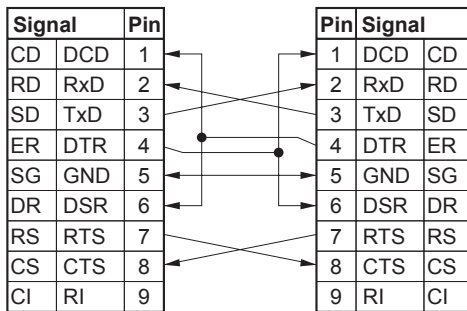 Signal Pin Pin Signal
CD DCD 1 1 DCD CD
RD RxD 2 2 RxD RD
SD TxD 3 3 TxD SD
ER DTR 4 4 DTR ER
SG GND 5 5 GND SG
DR DSR 6 6 DSR DR
RS RTS 7 7 RTS RS
CS CTS 8 8 CTS CS
CI RI 9 9 RI CI